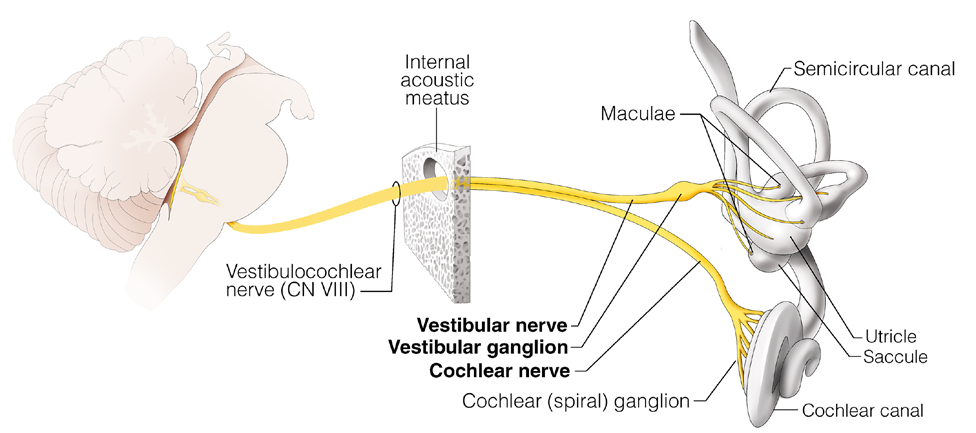 Internal
acoustic
meatus
Semicircular canal
Maculae
Vestibulocochlear
nerve (CN VIII)
Vestibular nerve
Vestibular ganglion
Cochlear nerve
Cochlear (spiral) ganglion
Utricle
Saccule
Cochlear canal